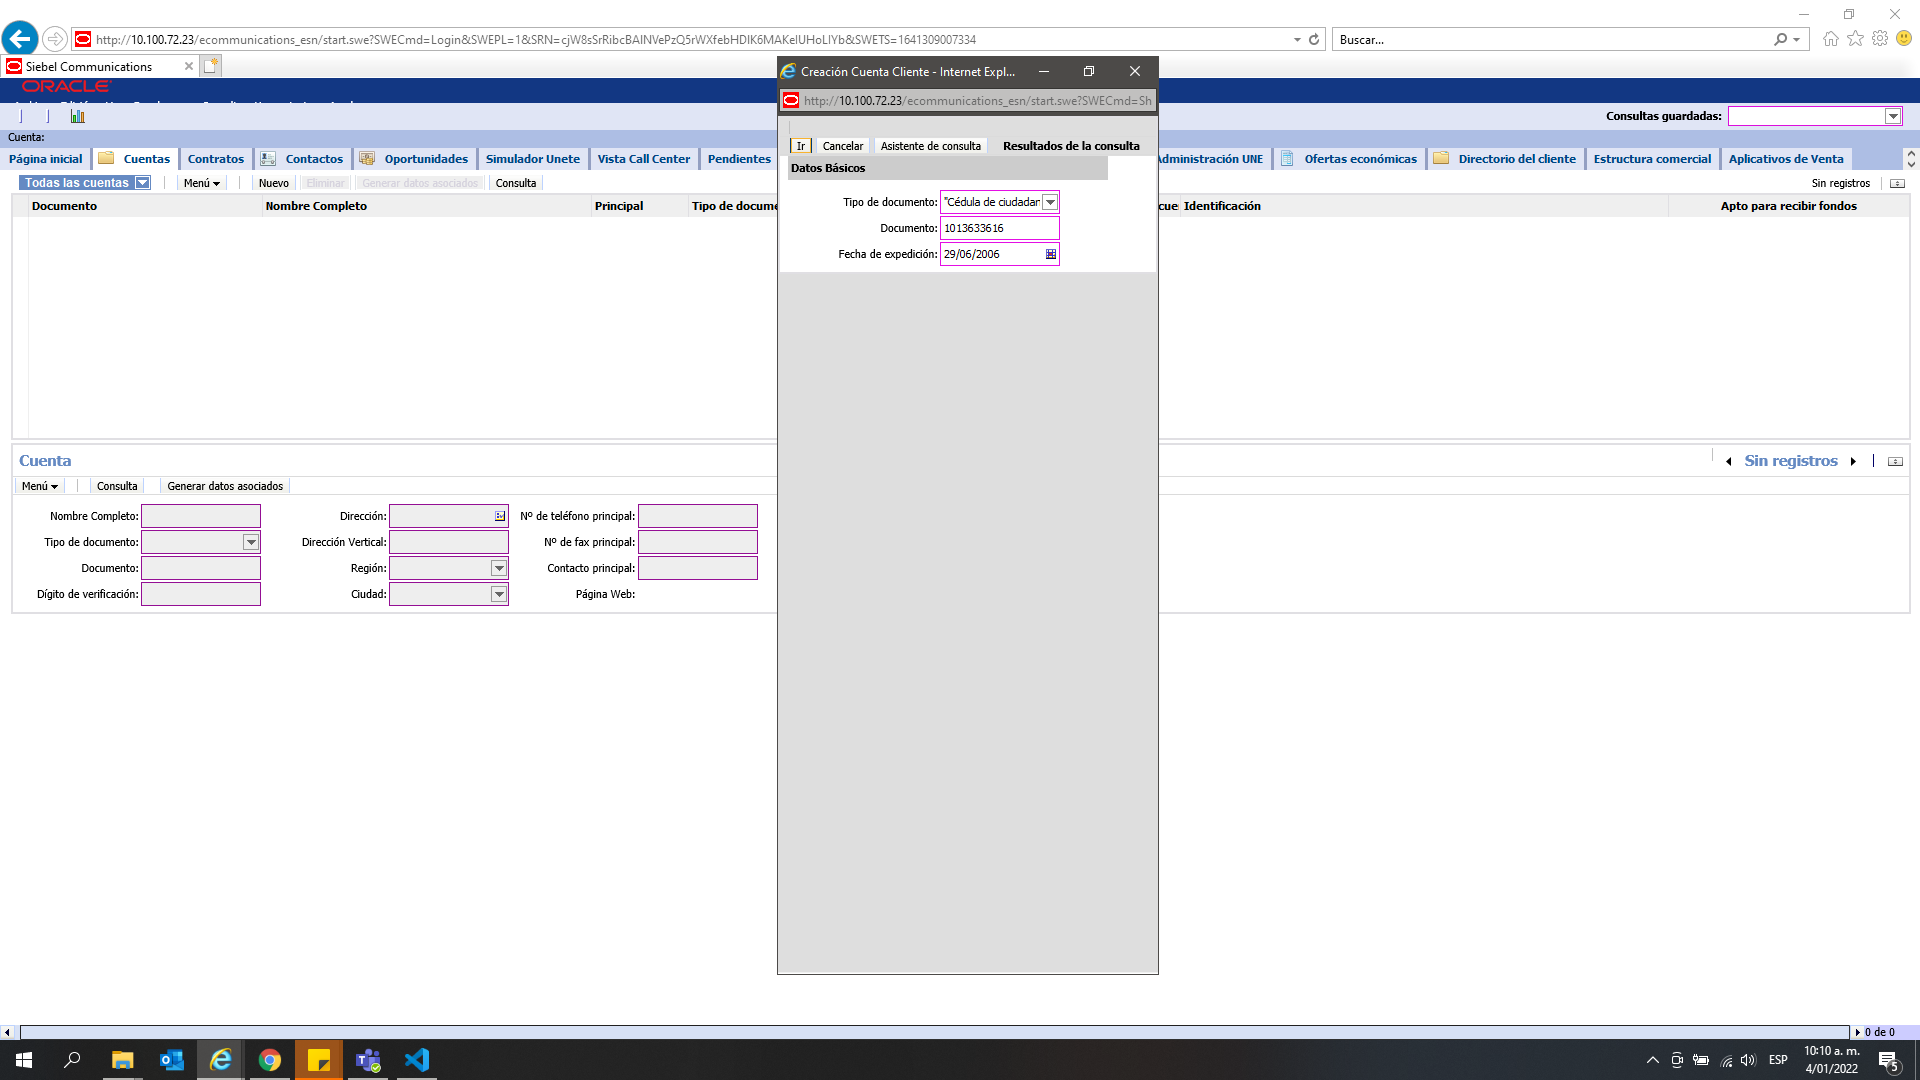 http://10.100.72.23/ecommunications_esn/start.swe?SWECmd=Login&SWEPL=1&SRN=cjW8sSrRibcBAINVePzQ5rWXfebHDIK6MAKelUHoLIYb&SWETS=1641309007334
Buscar...
Siebel Communications
ORACLE
Creación Cuenta Cliente - Internet Expl...
http://10.100.72.23/ecommunications_esn/start.swe?SWECmd=Sh
Consultas guardadas:
Cuenta:
Ir Cancelar Asistente de consulta Resultados de la consulta
Página inicial Cuentas Contratos Contactos Oportunidades Simulador Unete Vista Call Center Pendientes
dministración UNE Ofertas económicas Directorio del cliente Estructura comercial Aplicativos de Venta
Datos Básicos
Todas las cuentas Menú Nuevo Eliminar Generar datos asociados Consulta
Sin registros
Documento Nombre Completo Principal Tipo de docume
cue Identificación Apto para recibir fondos
Tipo de documento: "Cédula de ciudadar
Documento: 1013633616
Fecha de expedición: 29/06/2006
Cuenta
Sin registros
Menú Consulta Generar datos asociados
Nombre Completo: Dirección: Nº de teléfono principal:
Tipo de documento: Dirección Vertical: Nº de fax principal:
Documento: Región: Contacto principal:
Dígito de verificación: Ciudad: Página Web:
0 de 0
ESP
10:10 a. m.
4/01/2022
5